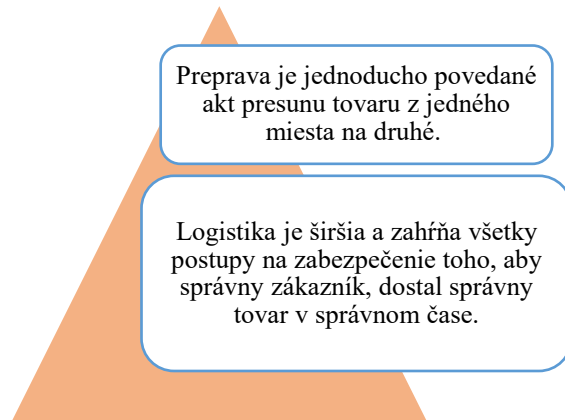 Preprava je jednoducho povedané
akt presunu tovaru z jedného
miesta na druhé.
Logistika je širšia a zahŕňa všetky
postupy na zabezpečenie toho, aby
správny zákazník, dostal správny
tovar v správnom čase.